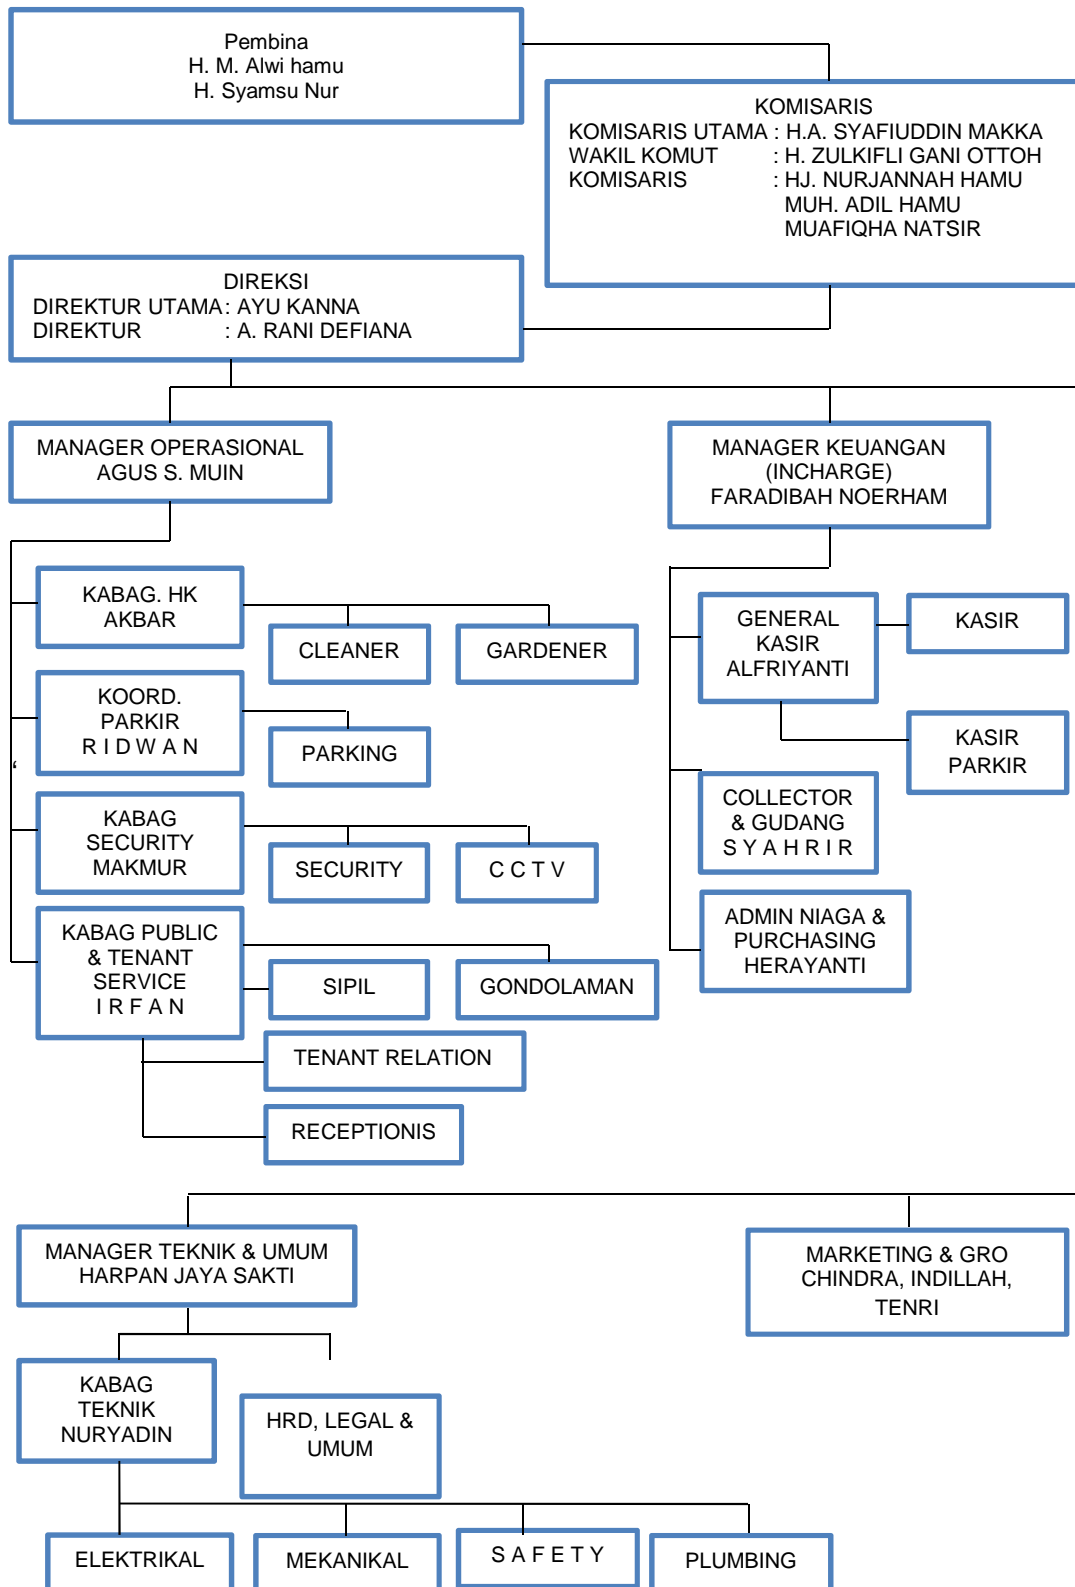 Pembina
H. M. Alwi hamu
H. Syamsu Nur
KOMISARIS
KOMISARIS UTAMA : H.A. SYAFIUDDIN MAKKA
WAKIL KOMUT : H. ZULKIFLI GANI OTTOH
KOMISARIS : HJ. NURJANNAH HAMU
MUH. ADIL HAMU
MUAFIQHA NATSIR
DIREKSI
DIREKTUR UTAMA : AYU KANNA
DIREKTUR : A. RANI DEFIANA
MANAGER OPERASIONAL
AGUS S. MUIN
MANAGER KEUANGAN
(INCHARGE)
FARADIBAH NOERHAM
KABAG. HK
AKBAR
CLEANER
GARDENER
KOORD.
PARKIR
R I D W A N
PARKING
‘
KABAG
SECURITY
MAKMUR
SECURITY
C C T V
KABAG PUBLIC
& TENANT
SERVICE
I R F A N
SIPIL
GONDOLAMAN
TENANT RELATION
RECEPTIONIS
GENERAL
KASIR
ALFRIYANTI
KASIR
KASIR
PARKIR
COLLECTOR
& GUDANG
S Y A H R I R
ADMIN NIAGA &
PURCHASING
HERAYANTI
MANAGER TEKNIK & UMUM
HARPAN JAYA SAKTI
MARKETING & GRO
CHINDRA, INDILLAH,
TENRI
KABAG
TEKNIK
NURYADIN
HRD, LEGAL &
UMUM
ELEKTRIKAL
MEKANIKAL
S A F E T Y
PLUMBING